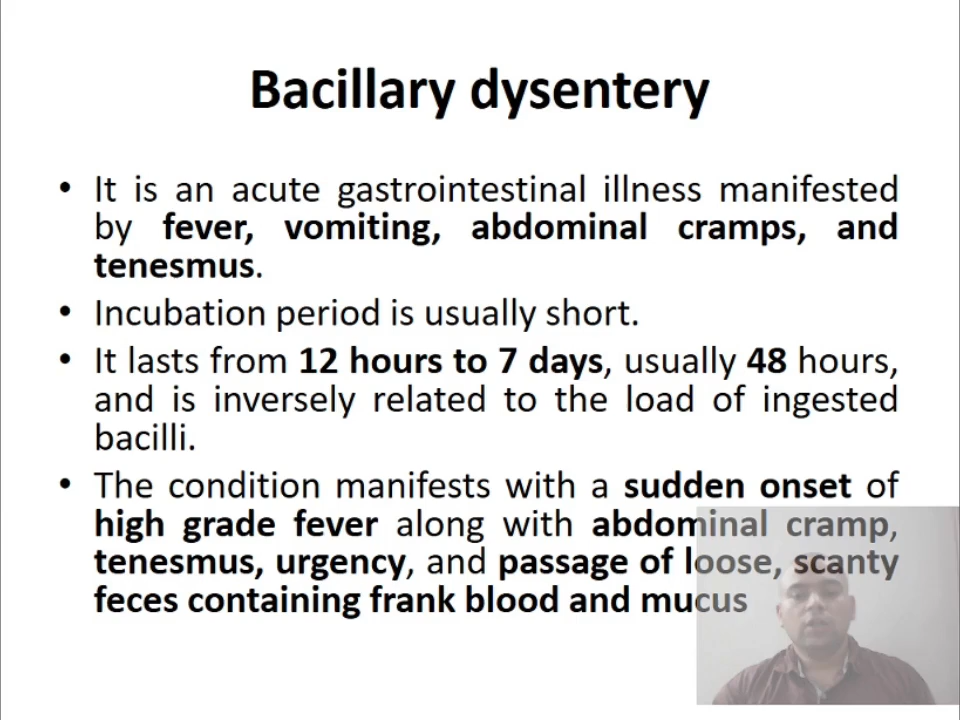 Bacillary dysentery
• It is an acute gastrointestinal illness manifested
by fever, vomiting, abdominal cramps, and
tenesmus.
• Incubation period is usually short.
• It lasts from 12 hours to 7 days, usually 48 hours,
and is inversely related to the load of ingested
bacilli.
• The condition manifests with a sudden onset of
high grade fever along with abdominal cramp,
tenesmus, urgency, and passage of loose, scanty
feces containing frank blood and mucus